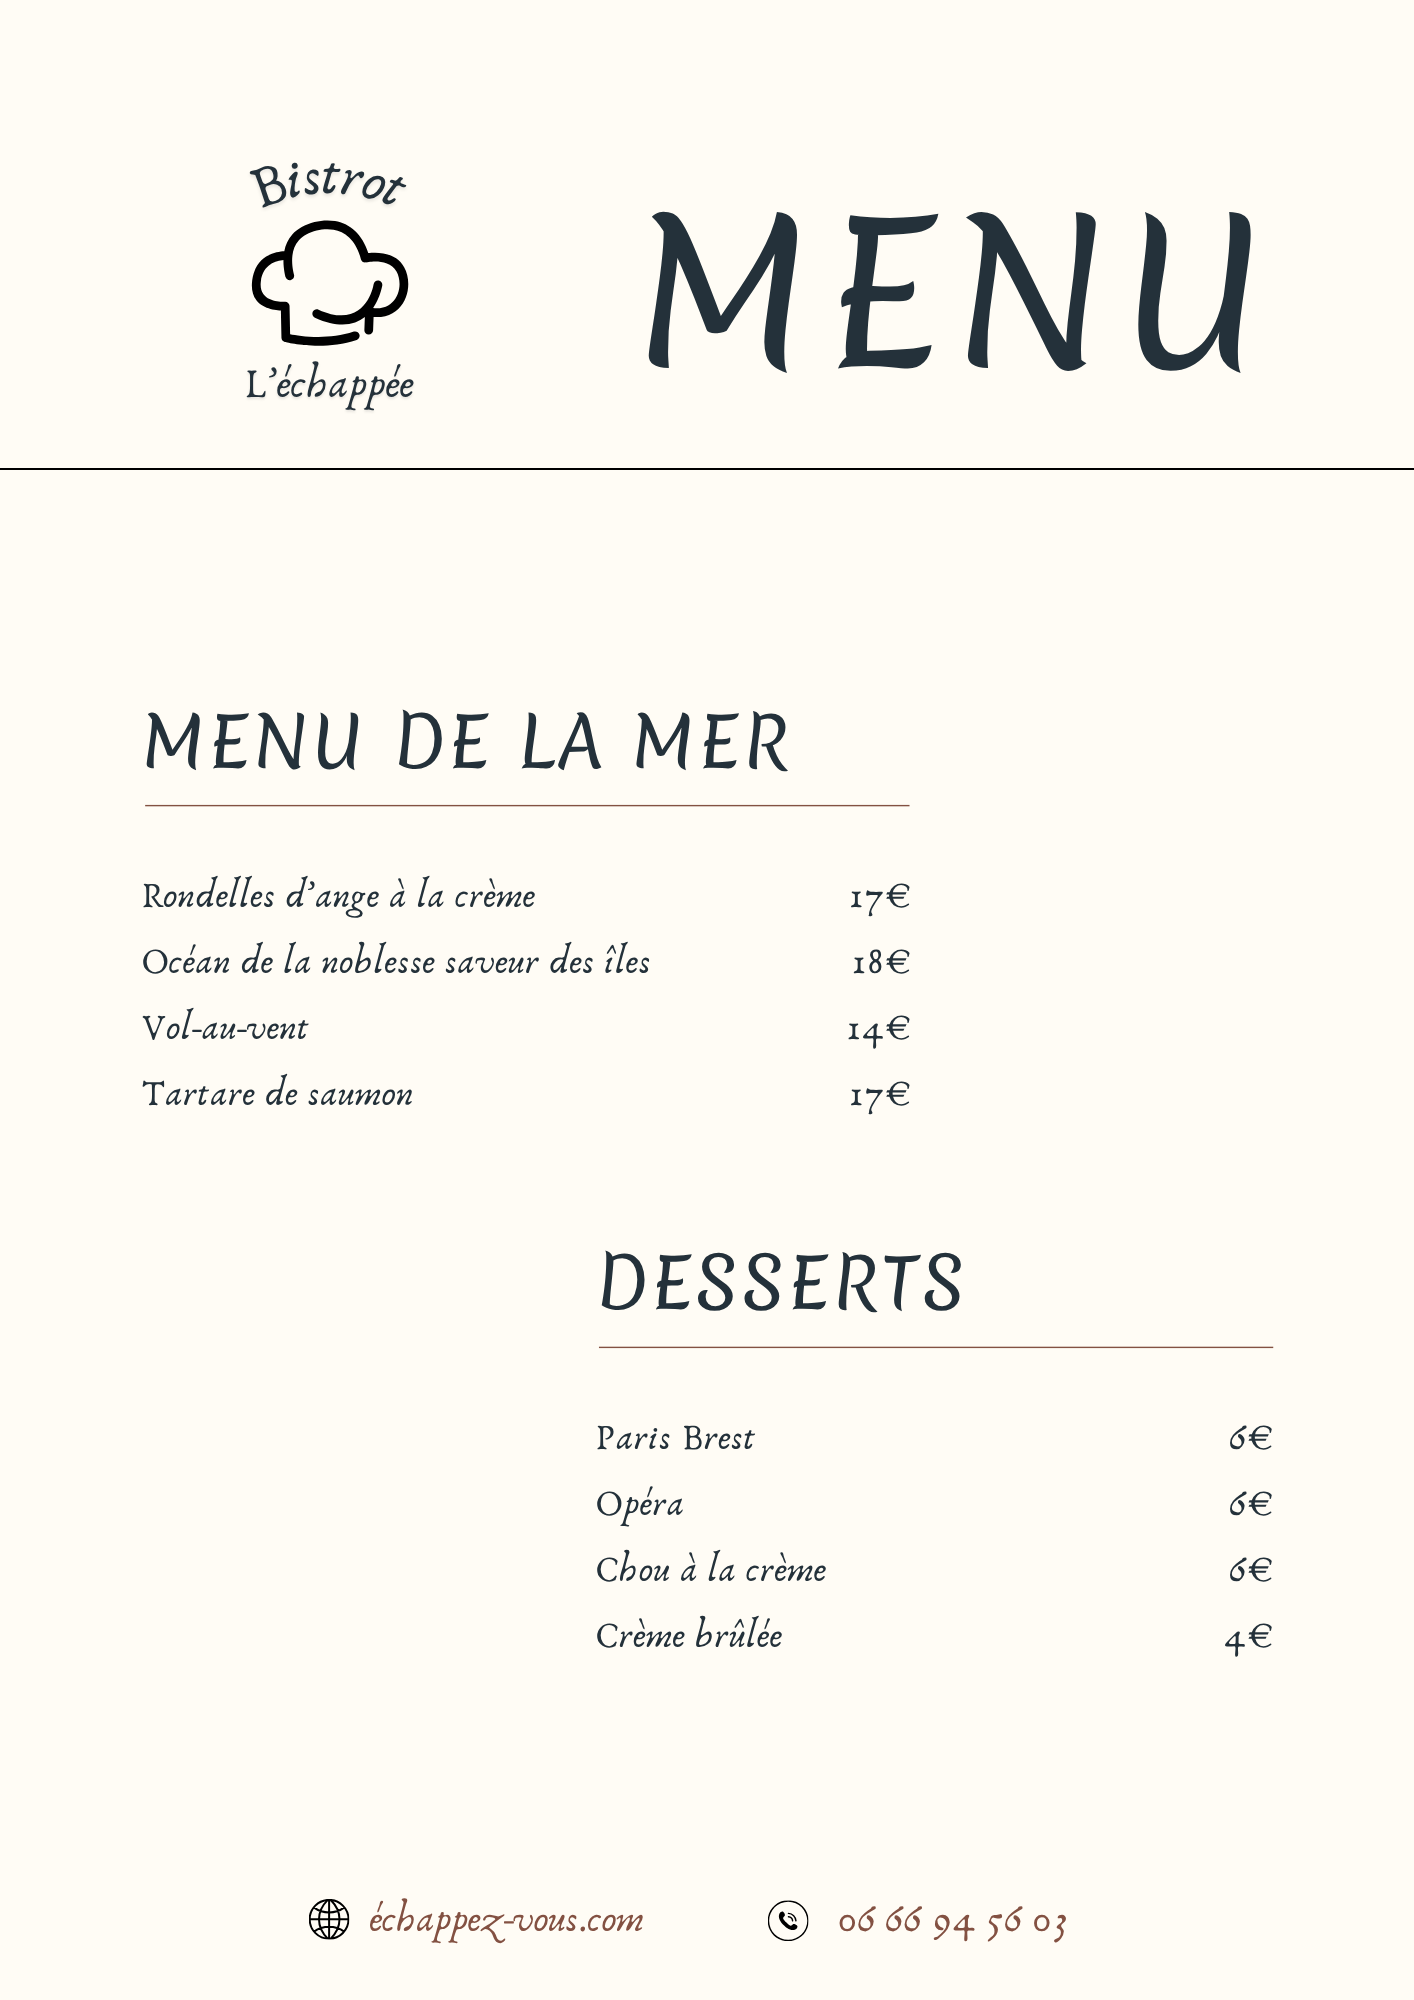 Bistrot
L'échappée
MENU
MENU DE LA MER
Rondelles d'ange à la crème 17€
Océan de la noblesse saveur des îles 18€
Vol-au-vent 14€
Tartare de saumon 17€
DESSERTS
Paris Brest 6€
Opéra 6€
Chou à la crème 6€
Crème brûlée 4€
échappez-vous.com 06 66 94 56 03